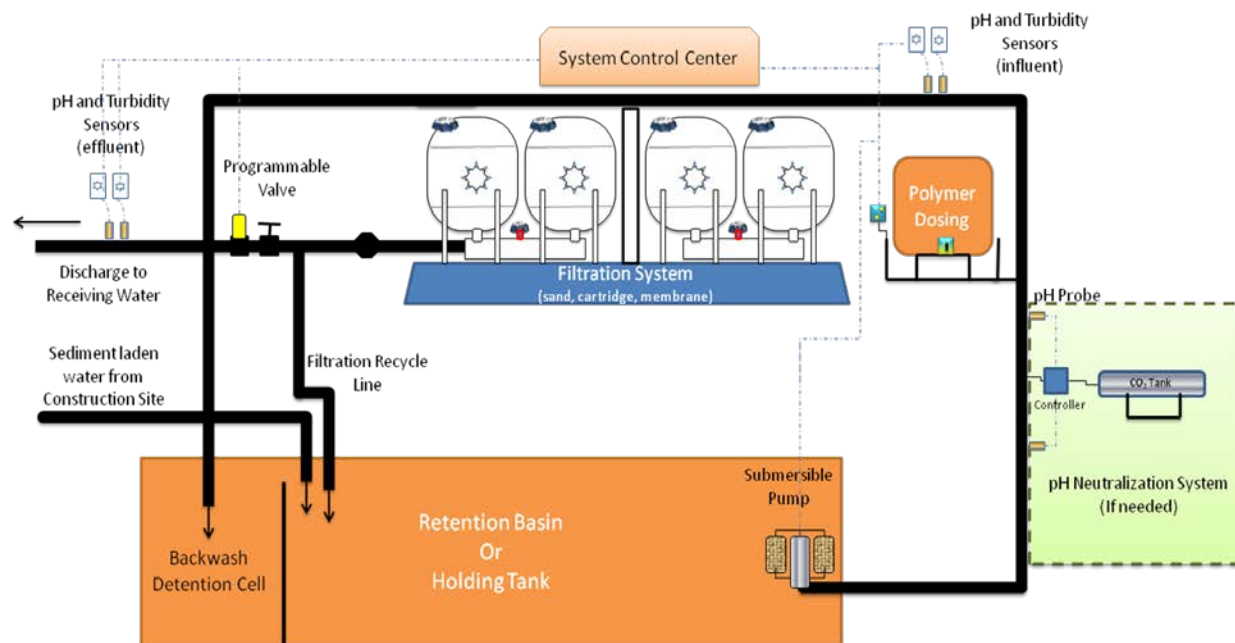 pH and Turbidity
Sensors
(influent)
System Control Center
pH and Turbidity
Sensors
(effluent)
Programmable
Valve
Polymer
Dosing
Discharge to
Receiving Water
Filtration System
(sand, cartridge, membrane)
pH Probe
Sediment laden
water from
Construction Site
Filtration Recycle
Line
CO₂ Tank
Controller
Submersible
Pump
pH Neutralization System
(If needed)
Retention Basin
Or
Holding Tank
Backwash
Detention Cell